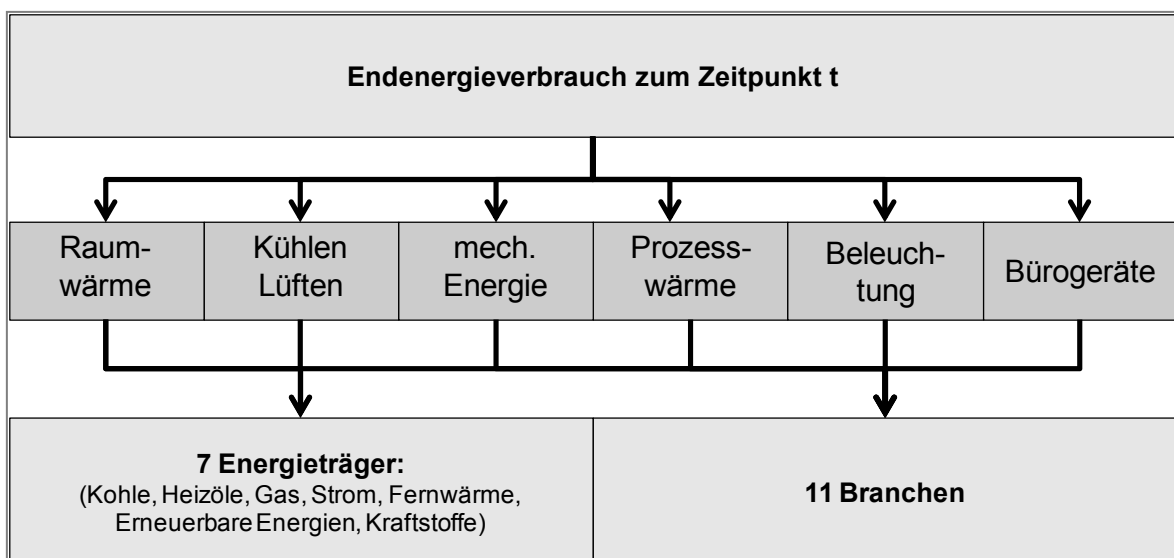 Endenergieverbrauch zum Zeitpunkt t
Raum-
wärme
Kühlen
Lüften
mech.
Energie
Prozess-
wärme
Beleuch-
tung
Bürogeräte
7 Energieträger:
(Kohle, Heizöle, Gas, Strom, Fernwärme,
Erneuerbare Energien, Kraftstoffe)
11 Branchen